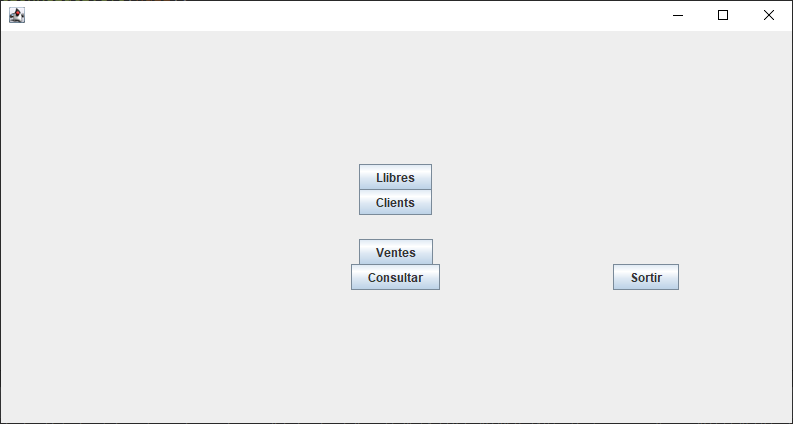 Llibres
Clients
Ventes
Consultar
Sortir